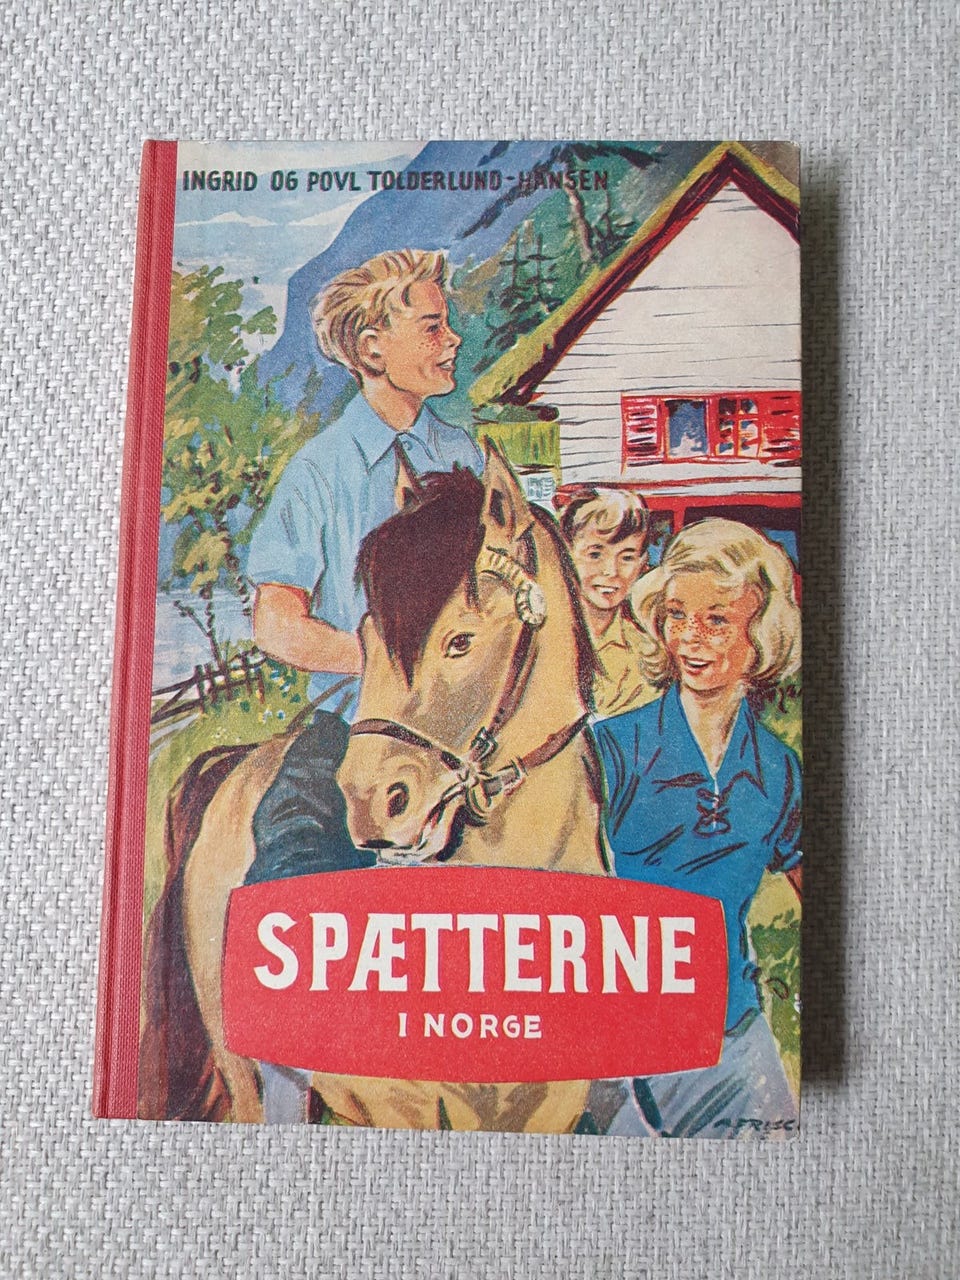 INGRID OG POVL TOLDERLUND-HANSEN
SPÆTTERNE
I NORGE